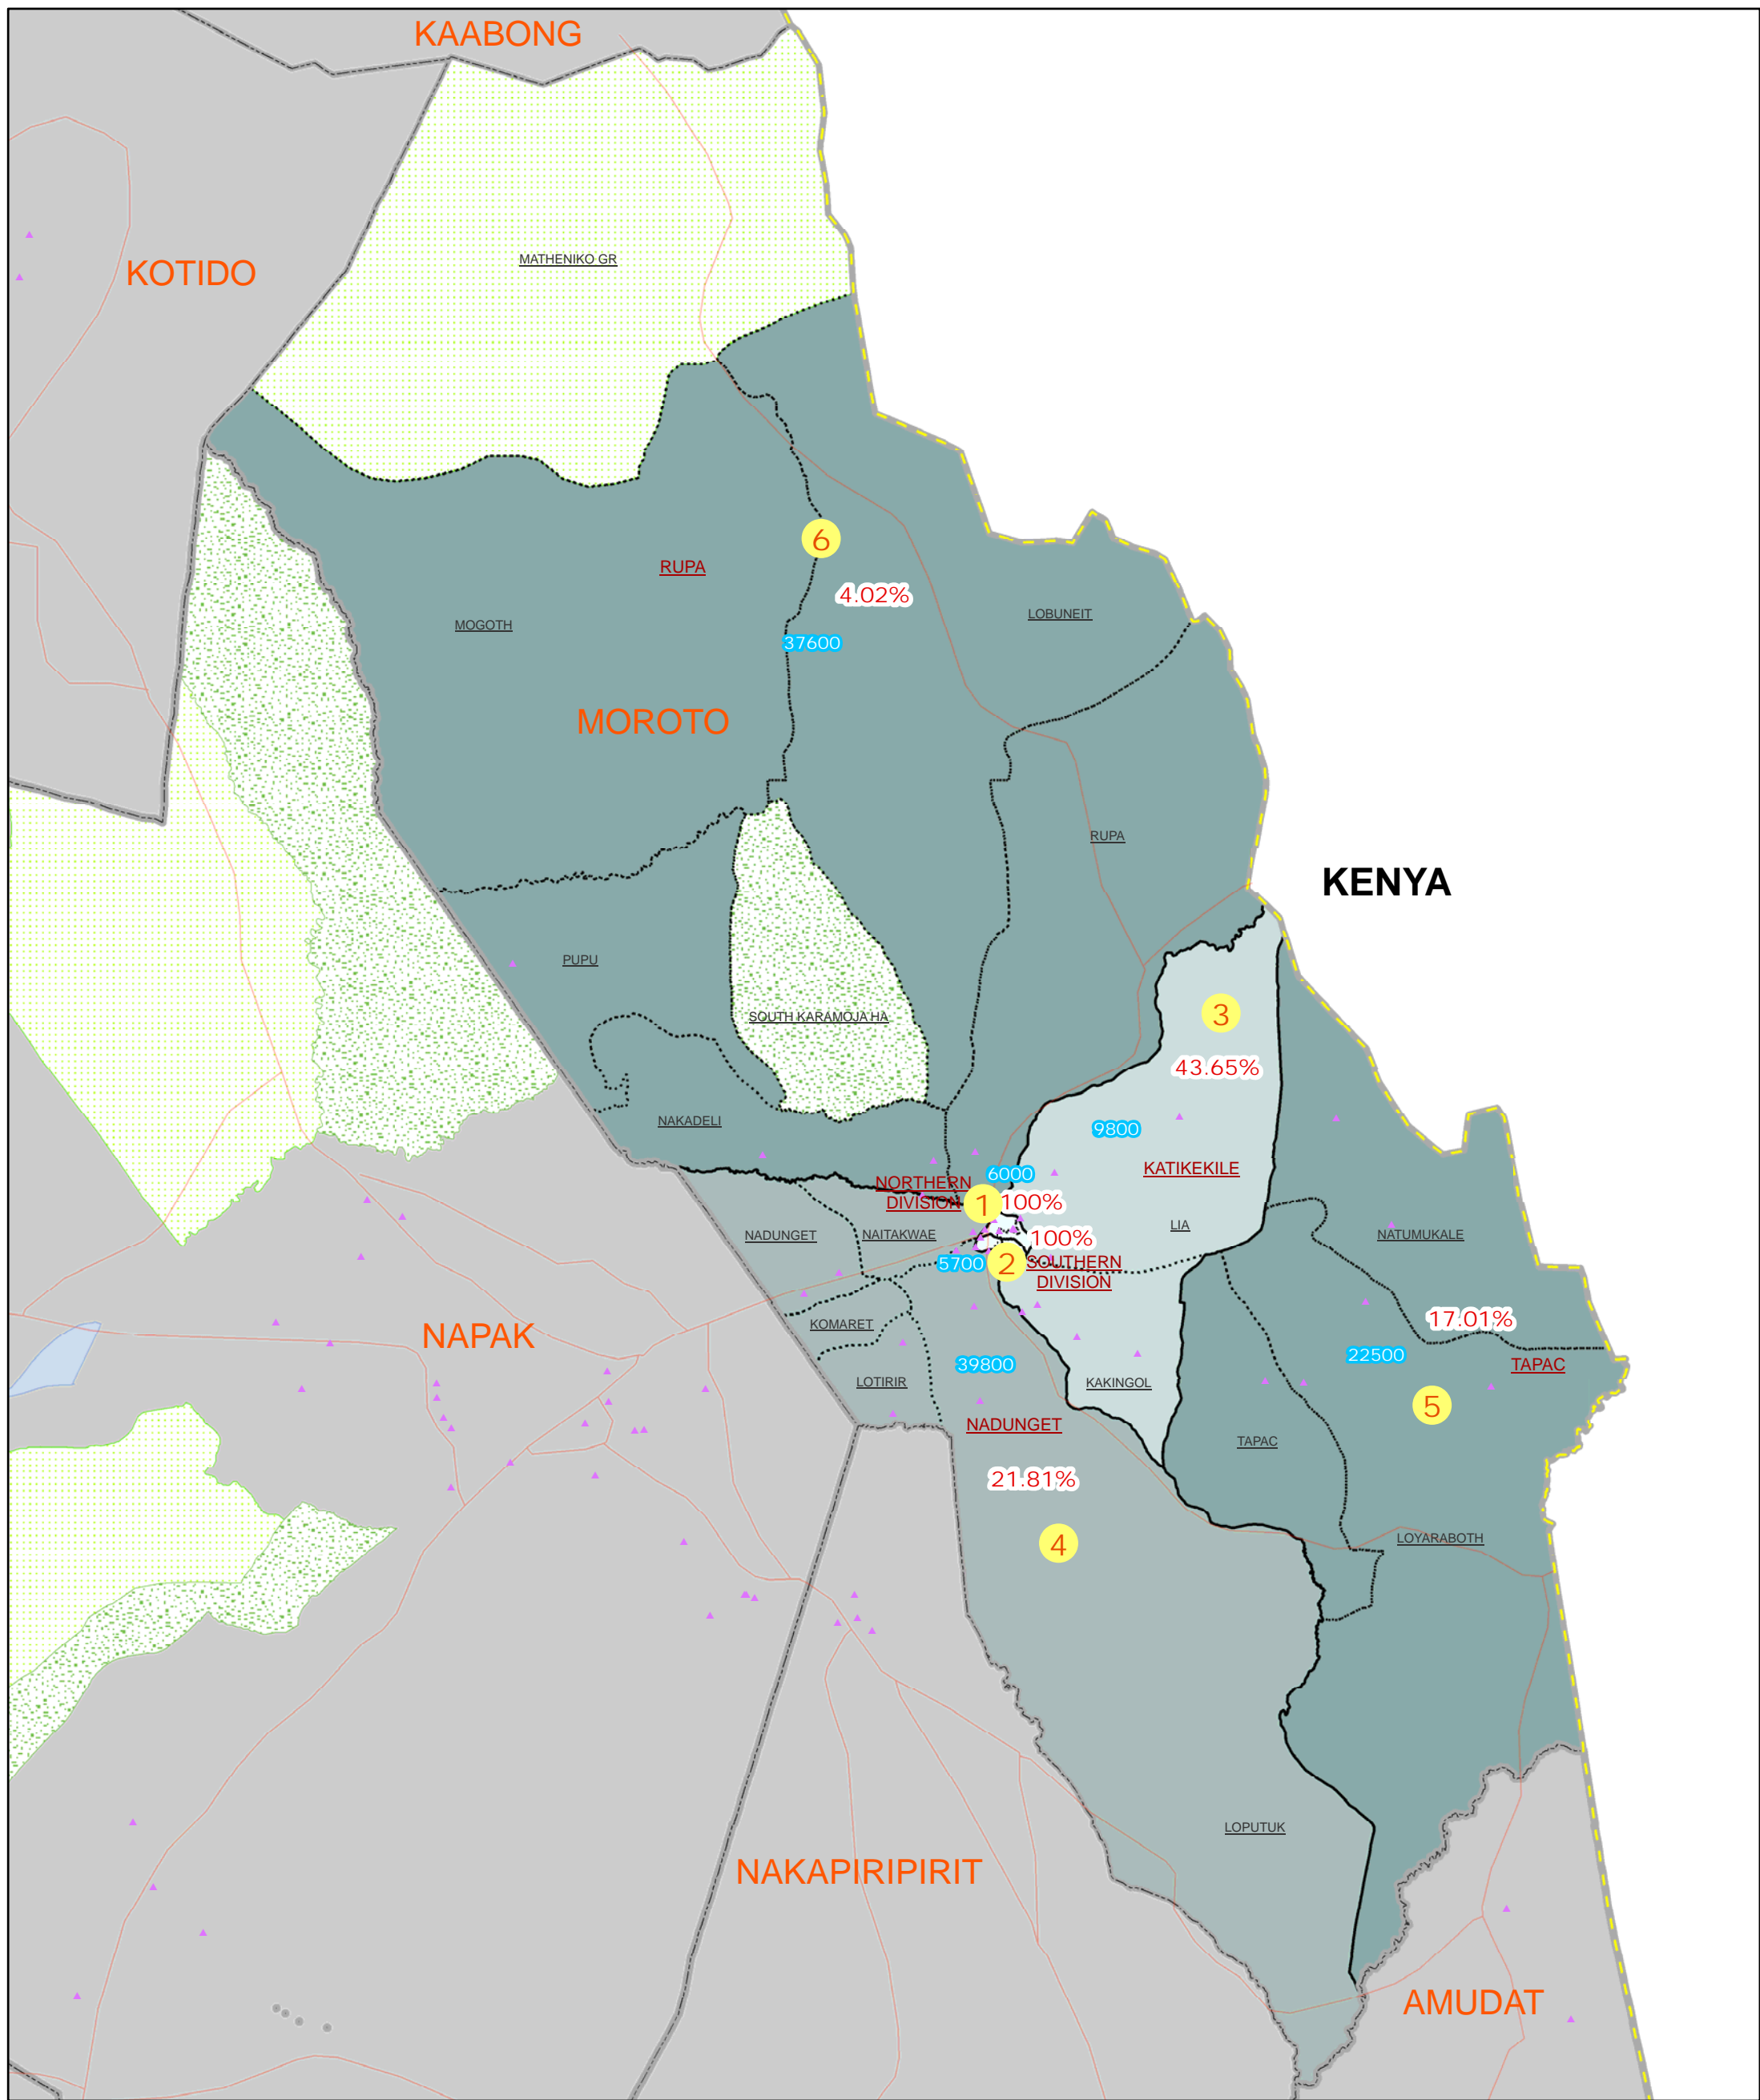 KAABONG
MATHENIKO GR
KOTIDO
6
RUPA
4.02%
LOBUNEIT
MOGOTH
37600
MOROTO
RUPA
KENYA
PUPU
3
SOUTH KARAMOJA HA
43.65%
NAKADELI
9800
KATIKEKILE
6000
NORTHERN
DIVISION
1
100%
LIA
NADUNGET
NAITAKWAE
NATUMUKALE
100%
5700
2
SOUTHERN
DIVISION
KOMARET
17.01%
NAPAK
39800
22500
TAPAC
LOTIRIR
KAKINGOL
5
NADUNGET
TAPAC
21.81%
4
LOYARABOTH
LOPUTUK
NAKAPIRIPIRIT
AMUDAT